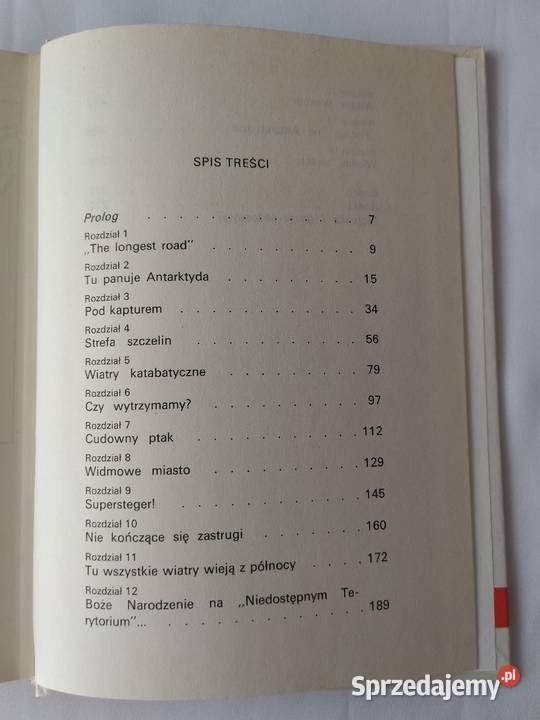 SPIS TREŚCI
Prolog . . . . . . . . . . . . . . 7
Rozdział 1
„The longest road" . . . . . . . . . . 9
Rozdział 2
Tu panuje Antarktyda . . . . . . . . . 15
Rozdział 3
Pod kapturem . . . . . . . . . . . 34
Rozdział 4
Strefa szczelin . . . . . . . . . . . 56
Rozdział 5
Wiatry katabatyczne . . . . . . . . . 79
Rozdział 6
Czy wytrzymamy? . . . . . . . . . . 97
Rozdział 7
Cudowny ptak . . . . . . . . . . 112
Rozdział 8
Widmowe miasto . . . . . . . . . . 129
Rozdział 9
Supersteger! . . . . . . . . . . . 145
Rozdział 10
Nie kończące się zastrugi . . . . . . . 160
Rozdział 11
Tu wszystkie wiatry wieją z północy . . . . 172
Rozdział 12
Boże Narodzenie na „Niedostępnym Te-
rytorium"... . . . . . . . . . . . . 189
Sprzedajemy.pl